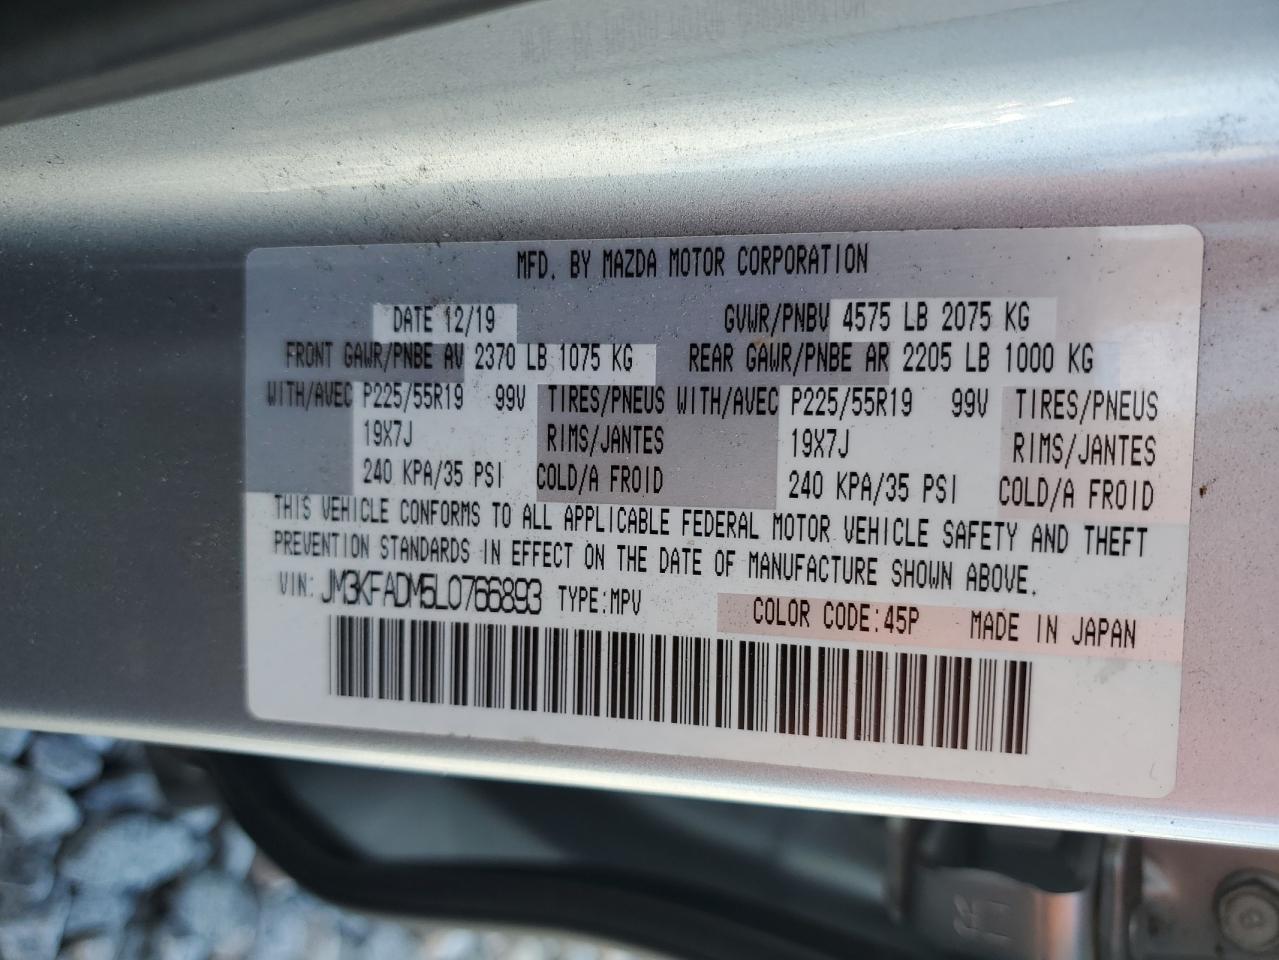 MFD. BY MAZDA MOTOR CORPORATION
DATE 12/19 GVWR/PNBV 4575 LB 2075 KG
FRONT GAWR/PNBE AV 2370 LB 1075 KG REAR GAWR/PNBE AR 2205 LB 1000 KG
WITH/AVEC P225/55R19 99V TIRES/PNEUS WITH/AVEC P225/55R19 99V TIRES/PNEUS
19X7J RIMS/JANTES 19X7J RIMS/JANTES
240 KPA/35 PSI COLD/A FROID 240 KPA/35 PSI COLD/A FROID
THIS VEHICLE CONFORMS TO ALL APPLICABLE FEDERAL MOTOR VEHICLE SAFETY AND THEFT
PREVENTION STANDARDS IN EFFECT ON THE DATE OF MANUFACTURE SHOWN ABOVE.
VIN: JM3KFADM5L0766893 TYPE:MPV COLOR CODE:45P MADE IN JAPAN